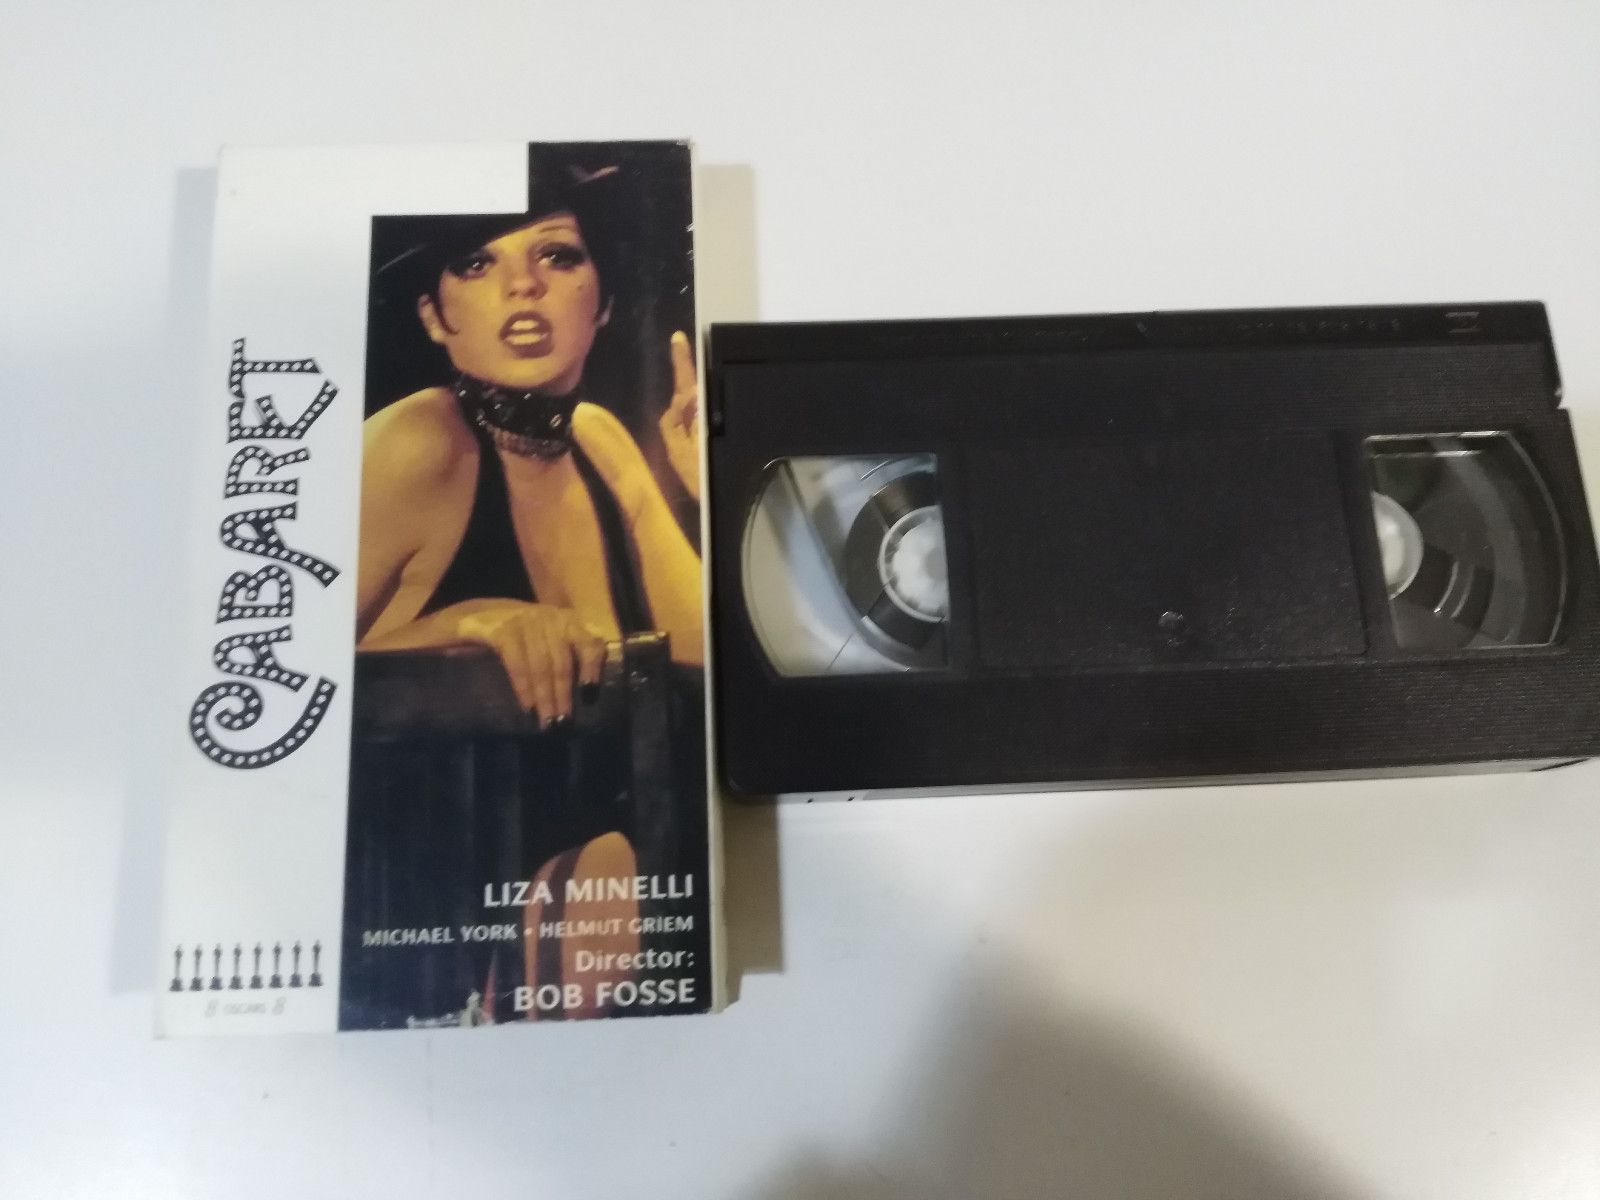 CABARET
LIZA MINELLI
MICHAEL YORK • HELMUT GRIEM
Director:
BOB FOSSE
8 OSCARS 8